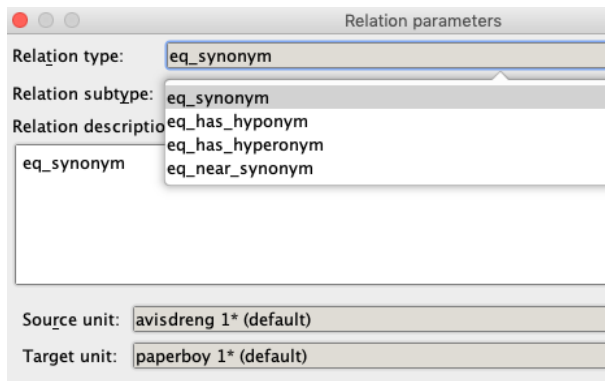 Relation parameters
Relation type: eq_synonym
Relation subtype: eq_synonym
Relation descriptio eq_has_hyponym
eq_has_hyperonym
eq_synonym eq_near_synonym
Source unit: avisdreng 1* (default)
Target unit: paperboy 1* (default)